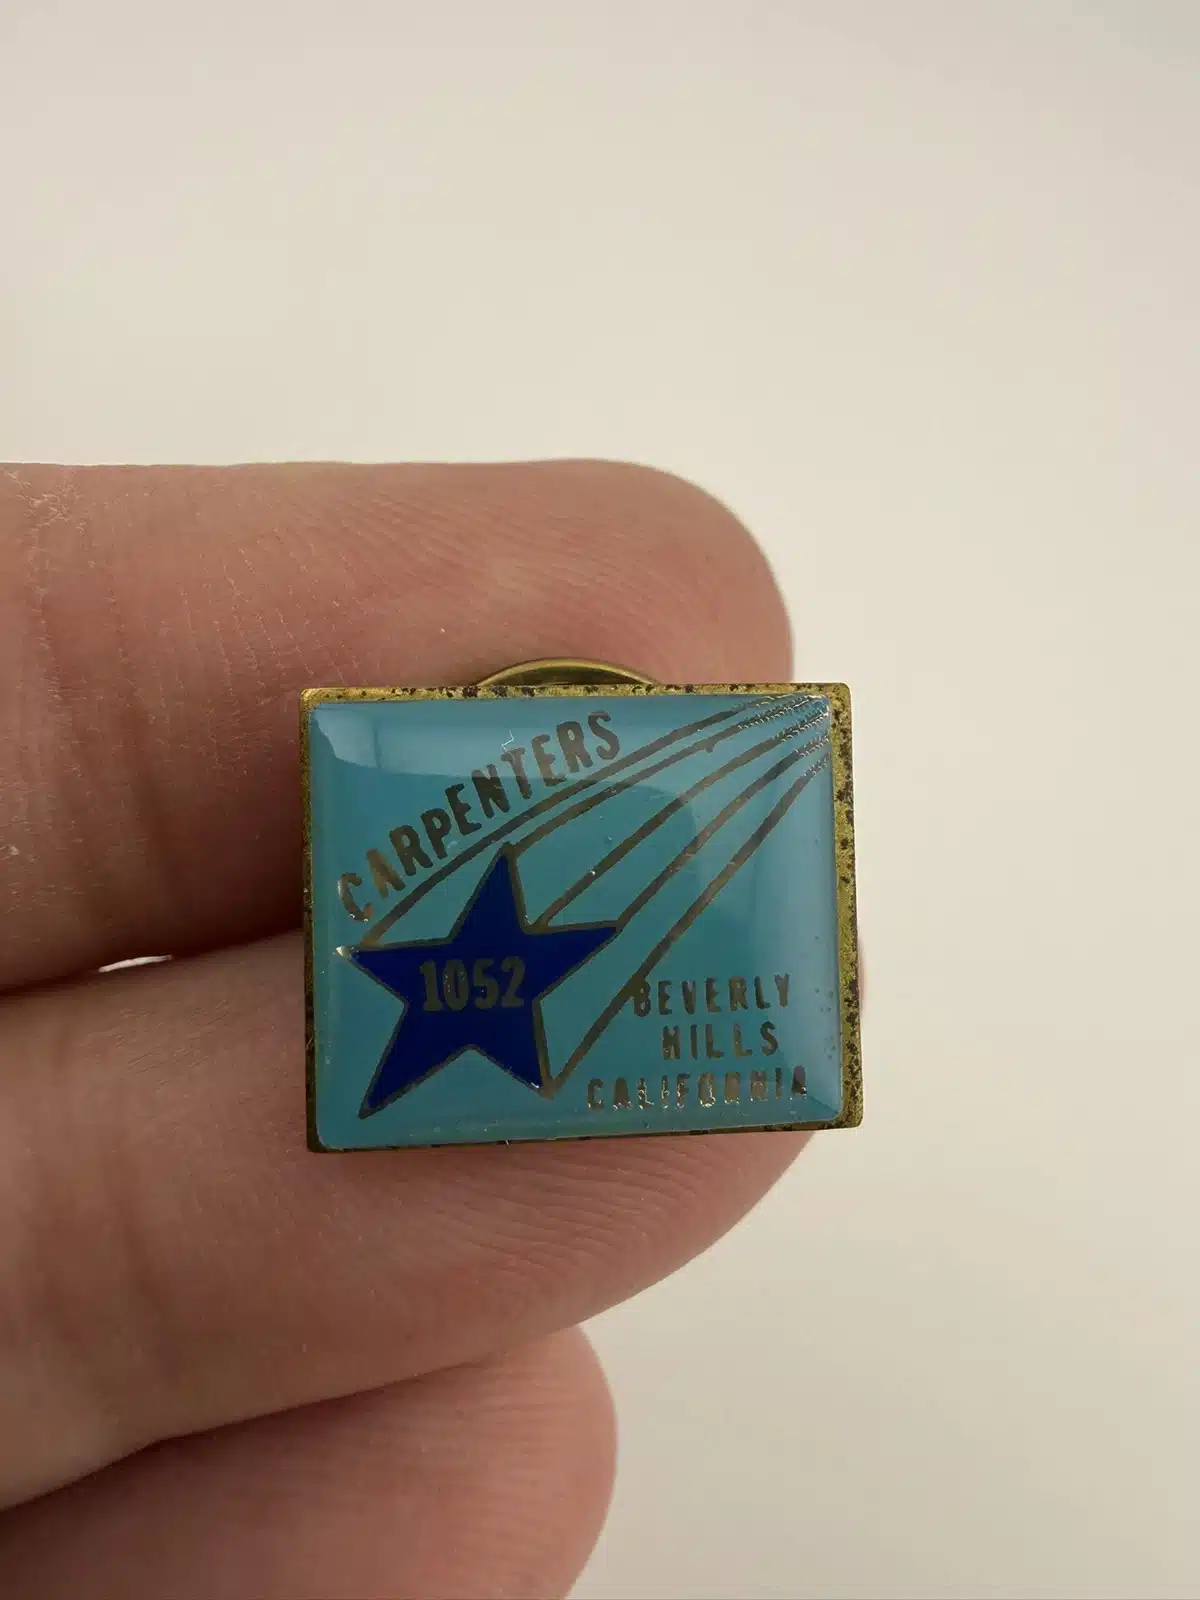 CARPENTERS
1052
BEVERLY
HILLS
CALIFORNIA